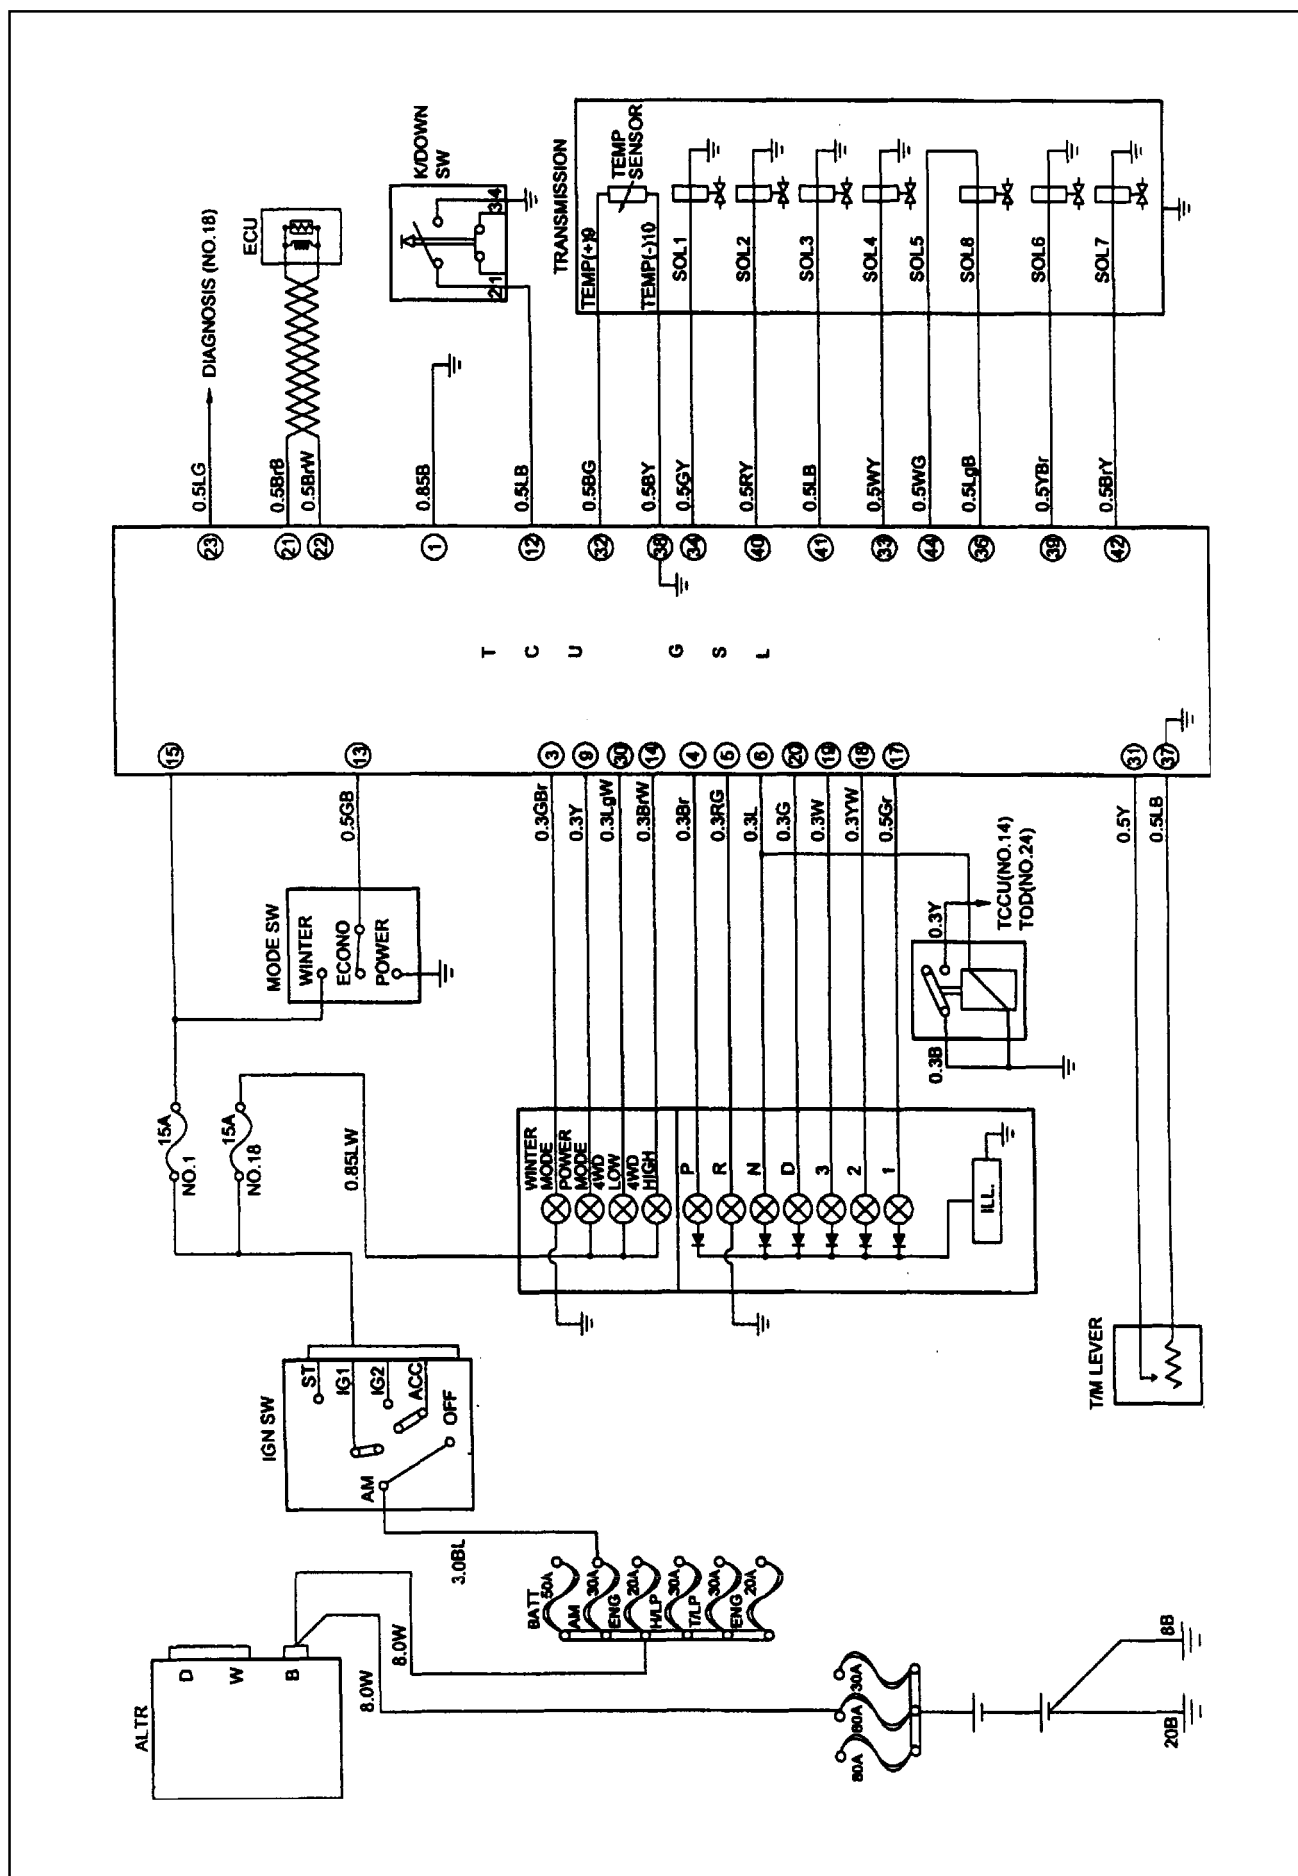 ALTR
D
W
B
8.0W
8.0W
3.0BL
BATT
50A
AM
30A
ENG
20A
H/LP
30A
T/LP
30A
ENG
20A
80A
60A
30A
20B
8B
IGN SW
ST
IG1
IG2
ACC
AM
OFF
15A
NO.1
15A
NO.18
0.85LW
MODE SW
WINTER
ECONO
POWER
0.5GB
WINTER
MODE
POWER
MODE
4WD
LOW
4WD
HIGH
P
R
N
D
3
2
1
ILL.
0.3B
0.3Y
TCCU(NO.14)
TOD(NO.24)
T/M LEVER
0.3GBr
0.3Y
0.3LgW
0.3BrW
0.3Br
0.3RG
0.3L
0.3G
0.3W
0.3YW
0.5Gr
0.5Y
0.5LB
15
13
3
9
30
14
4
5
6
20
19
18
17
31
37
T C U G S L
23
21
22
1
12
32
38
34
40
41
33
44
36
39
42
0.5LG
0.5BrB
0.5BrW
0.85B
0.5LB
0.5BG
0.5BY
0.5GY
0.5RY
0.5LB
0.5WY
0.5WG
0.5LgB
0.5YBr
0.5BrY
DIAGNOSIS (NO.18)
ECU
K/DOWN
SW
2 1
3 4
TRANSMISSION
TEMP(+)9
TEMP(-)10
TEMP
SENSOR
SOL1
SOL2
SOL3
SOL4
SOL5
SOL8
SOL6
SOL7